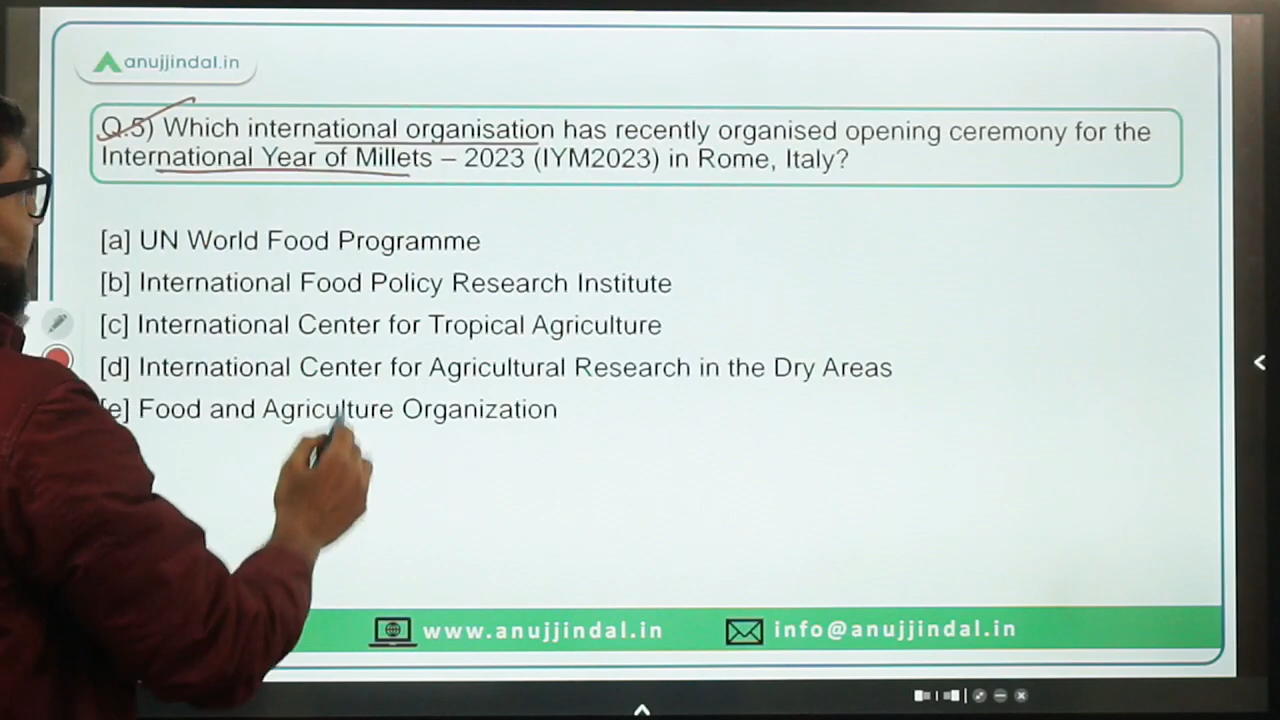 anujjindal.in
Q.5) Which international organisation has recently organised opening ceremony for the
International Year of Millets – 2023 (IYM2023) in Rome, Italy?
[a] UN World Food Programme
[b] International Food Policy Research Institute
[c] International Center for Tropical Agriculture
[d] International Center for Agricultural Research in the Dry Areas
[e] Food and Agriculture Organization
www.anujjindal.in
info@anujjindal.in